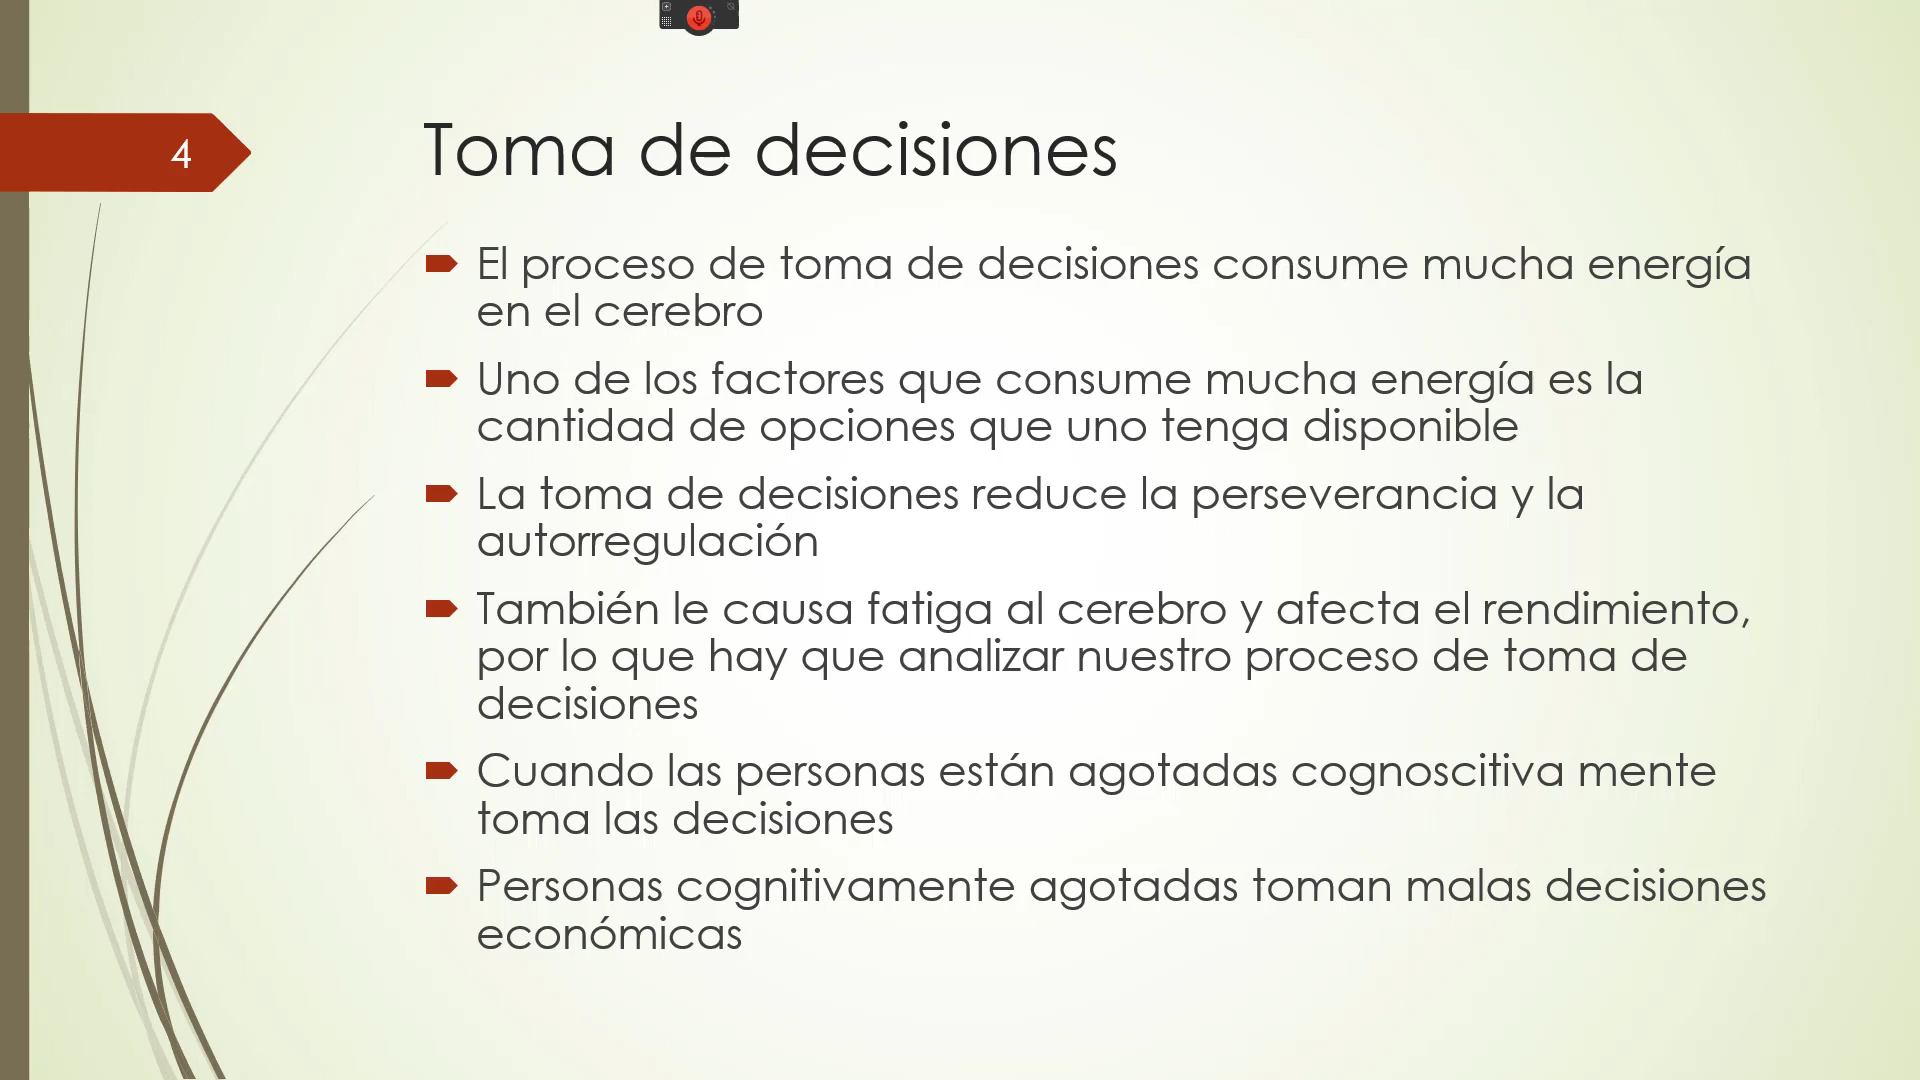 4
Toma de decisiones
El proceso de toma de decisiones consume mucha energía
en el cerebro
Uno de los factores que consume mucha energía es la
cantidad de opciones que uno tenga disponible
La toma de decisiones reduce la perseverancia y la
autorregulación
También le causa fatiga al cerebro y afecta el rendimiento,
por lo que hay que analizar nuestro proceso de toma de
decisiones
Cuando las personas están agotadas cognoscitiva mente
toma las decisiones
Personas cognitivamente agotadas toman malas decisiones
económicas